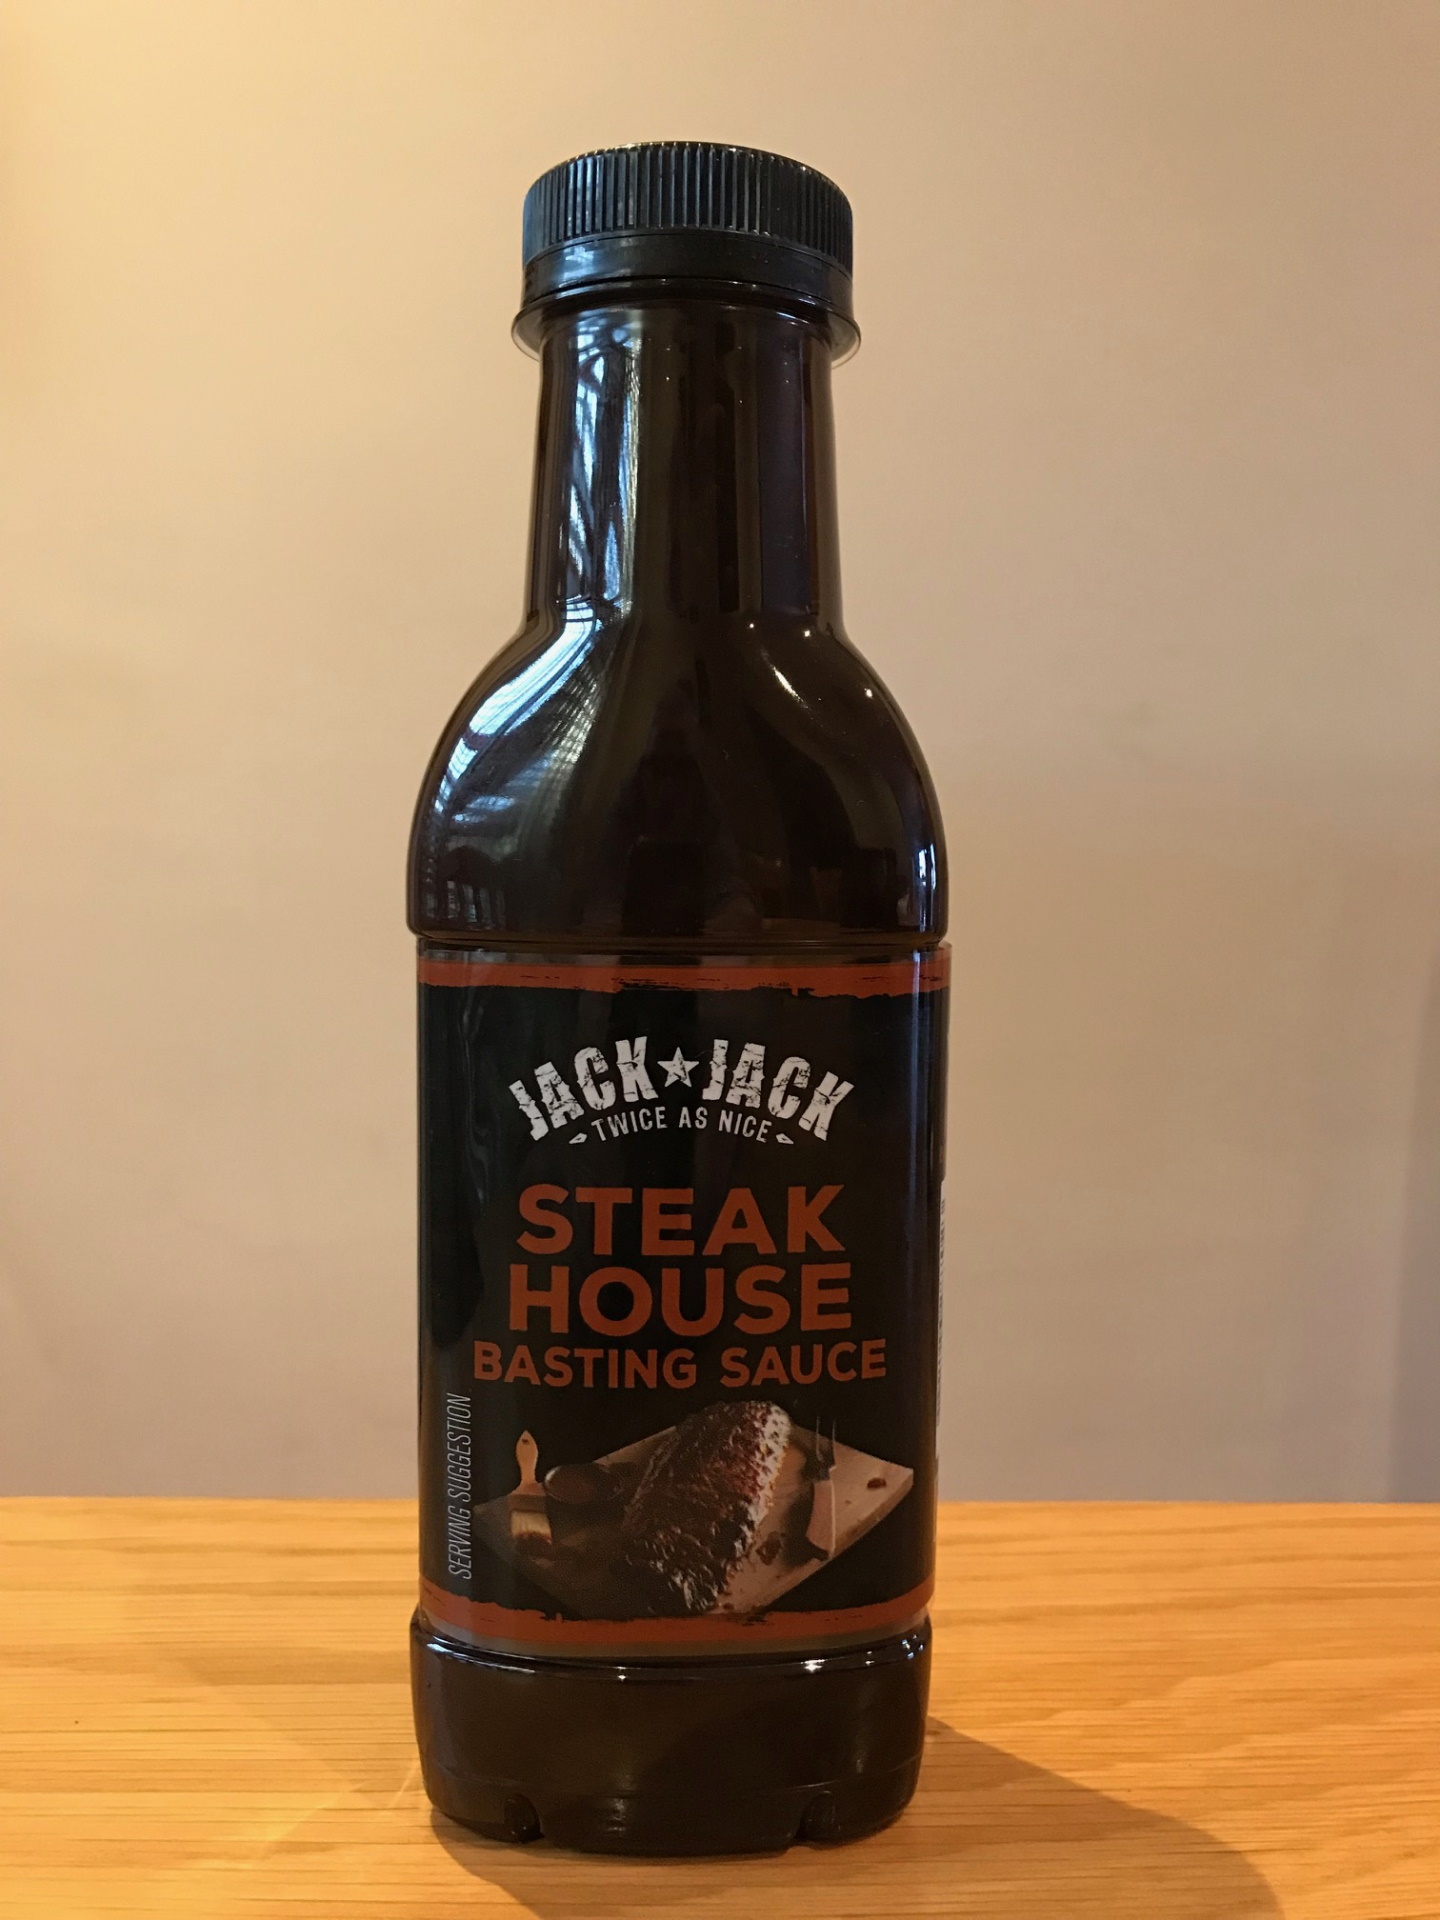 JACK★JACK
TWICE AS NICE
STEAK
HOUSE
BASTING SAUCE
SERVING SUGGESTION